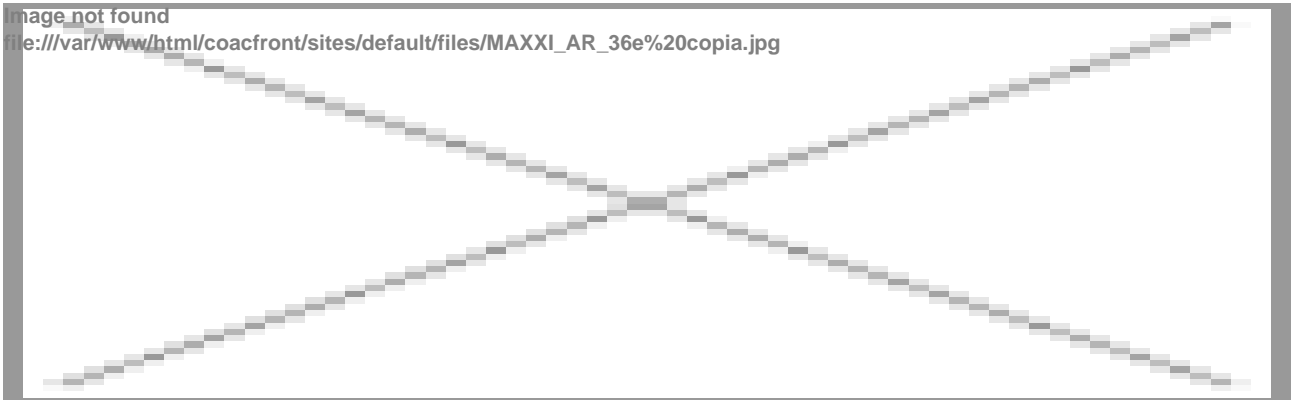 Image not found
file:///var/www/html/coacfront/sites/default/files/MAXXI_AR_36e%20copia.jpg